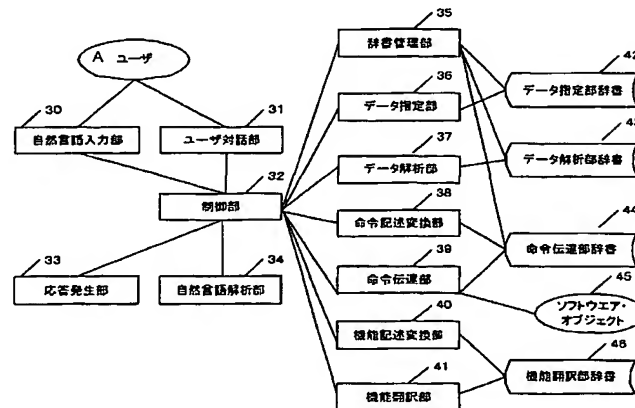 A ユーザ
30
自然言語入力部
31
ユーザ対話部
32
制御部
33
応答発生部
34
自然言語解析部
35
辞書管理部
36
データ指定部
37
データ解析部
38
命令記述変換部
39
命令伝達部
40
機能記述変換部
41
機能翻訳部
42
データ指定部辞書
43
データ解析部辞書
44
命令伝達部辞書
45
ソフトウエア・
オブジェクト
46
機能翻訳部辞書